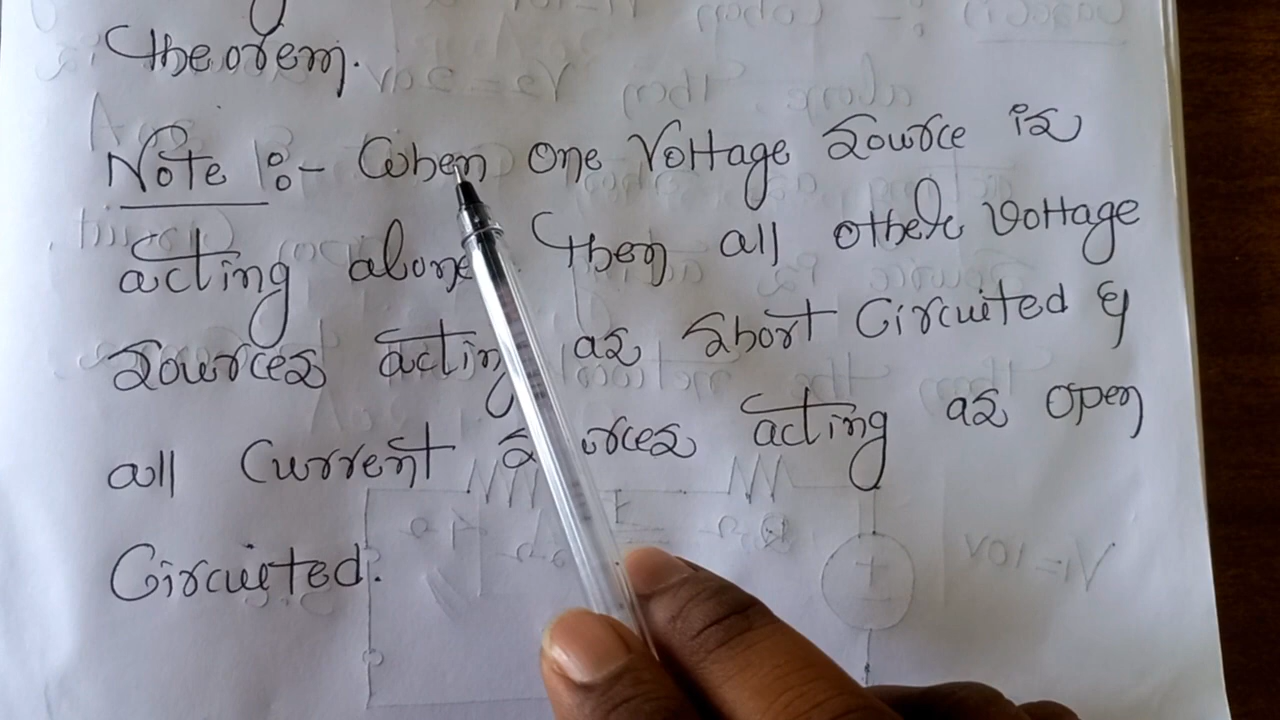 theorem.
Note :- When one Voltage Source is
acting alone then all other Voltage
Sources acting as Short Circuited &
all Current Sources acting as open
Circuited.